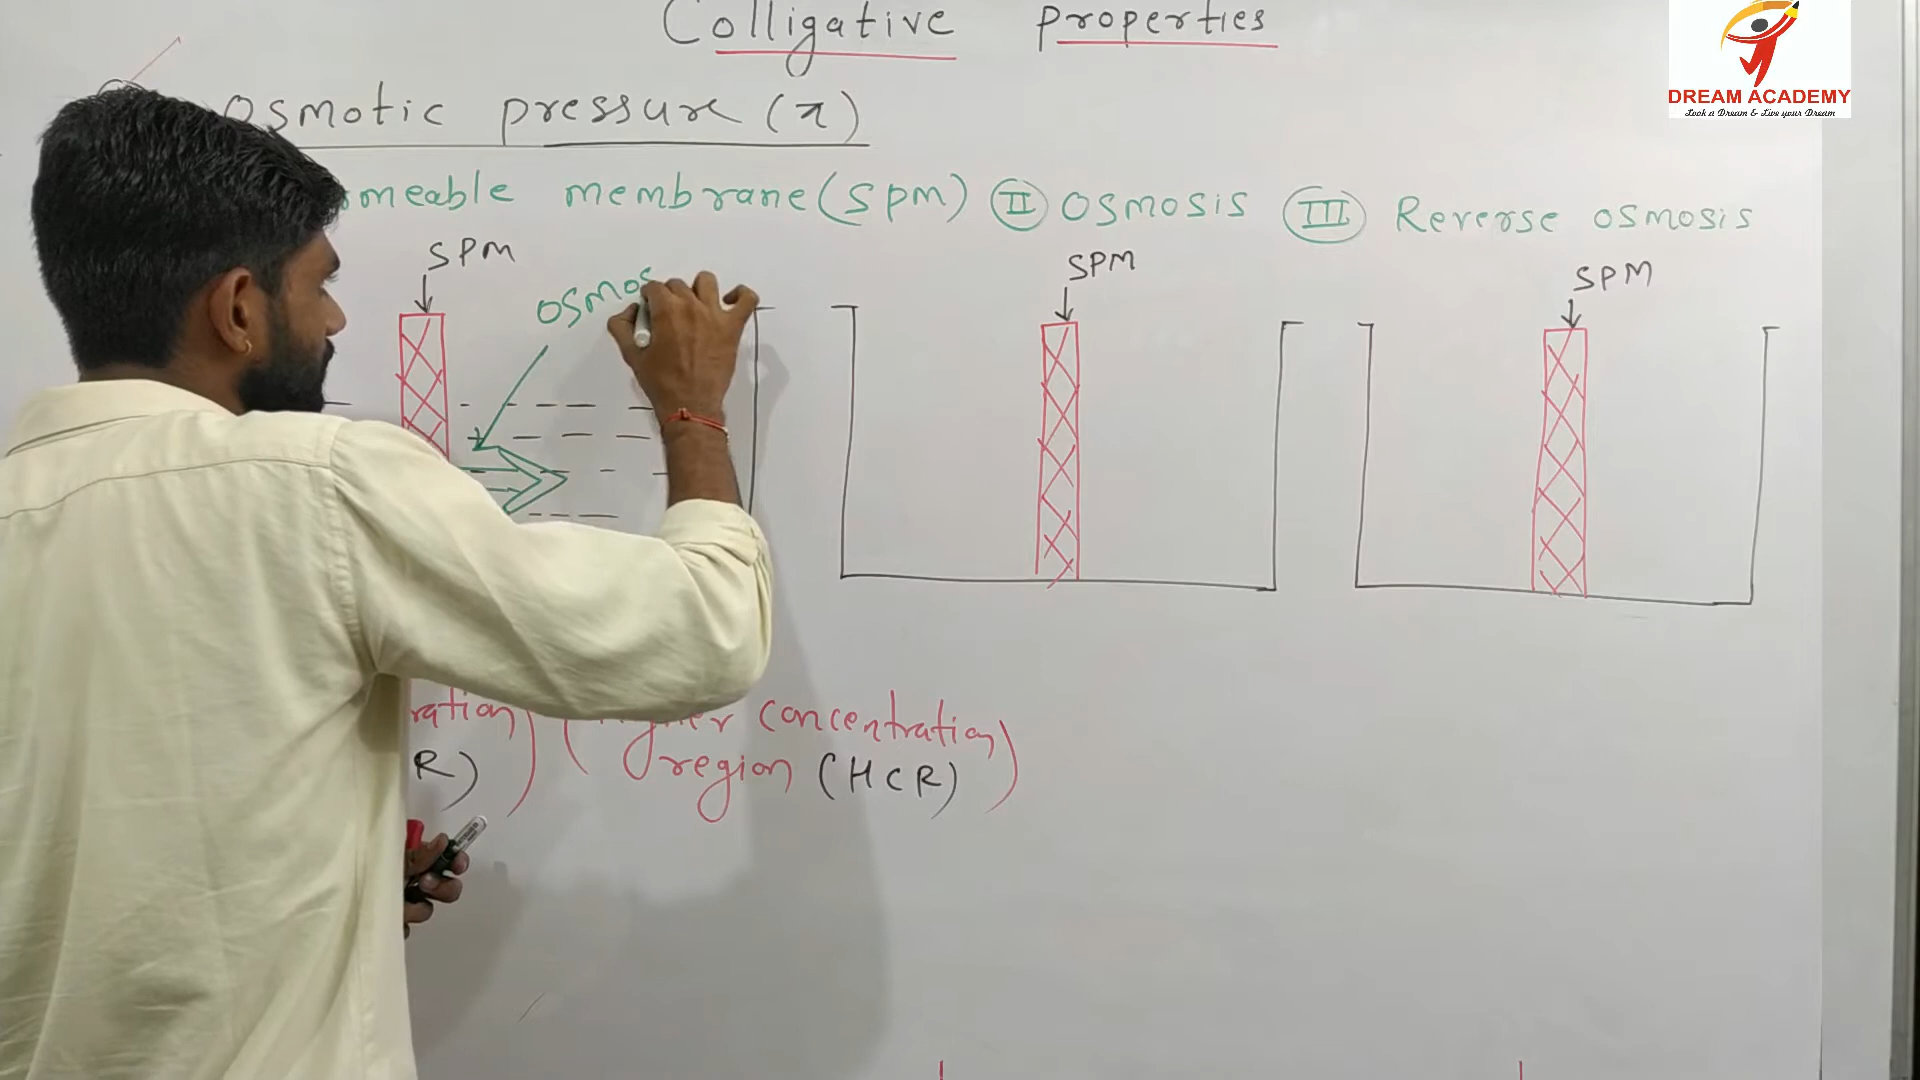 Colligative properties
DREAM ACADEMY
Look a Dream & Live your Dream
osmotic pressure (π)
meable membrane (SPM) II osmosis III Reverse osmosis
SPM
SPM
SPM
osmos
ration) (Higher concentration)
R) region (HCR)